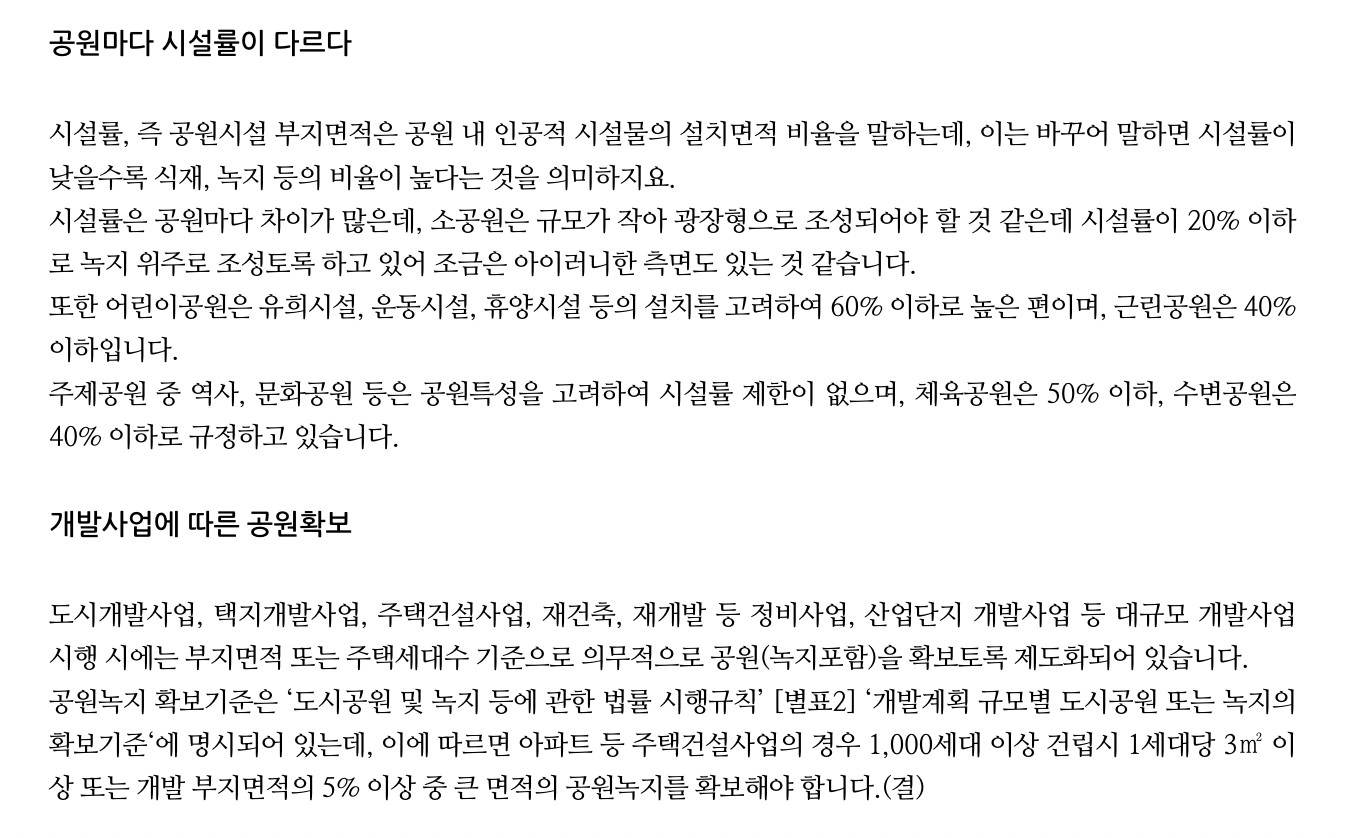 공원마다 시설률이 다르다
시설률, 즉 공원시설 부지면적은 공원 내 인공적 시설물의 설치면적 비율을 말하는데, 이는 바꾸어 말하면 시설률이
낮을수록 식재, 녹지 등의 비율이 높다는 것을 의미하지요.
시설률은 공원마다 차이가 많은데, 소공원은 규모가 작아 광장형으로 조성되어야 할 것 같은데 시설률이 20% 이하
로 녹지 위주로 조성토록 하고 있어 조금은 아이러니한 측면도 있는 것 같습니다.
또한 어린이공원은 유희시설, 운동시설, 휴양시설 등의 설치를 고려하여 60% 이하로 높은 편이며, 근린공원은 40%
이하입니다.
주제공원 중 역사, 문화공원 등은 공원특성을 고려하여 시설률 제한이 없으며, 체육공원은 50% 이하, 수변공원은
40% 이하로 규정하고 있습니다.
개발사업에 따른 공원확보
도시개발사업, 택지개발사업, 주택건설사업, 재건축, 재개발 등 정비사업, 산업단지 개발사업 등 대규모 개발사업
시행 시에는 부지면적 또는 주택세대수 기준으로 의무적으로 공원(녹지포함)을 확보토록 제도화되어 있습니다.
공원녹지 확보기준은 ‘도시공원 및 녹지 등에 관한 법률 시행규칙’ [별표2] ‘개발계획 규모별 도시공원 또는 녹지의
확보기준‘에 명시되어 있는데, 이에 따르면 아파트 등 주택건설사업의 경우 1,000세대 이상 건립시 1세대당 3㎡ 이
상 또는 개발 부지면적의 5% 이상 중 큰 면적의 공원녹지를 확보해야 합니다.(결)